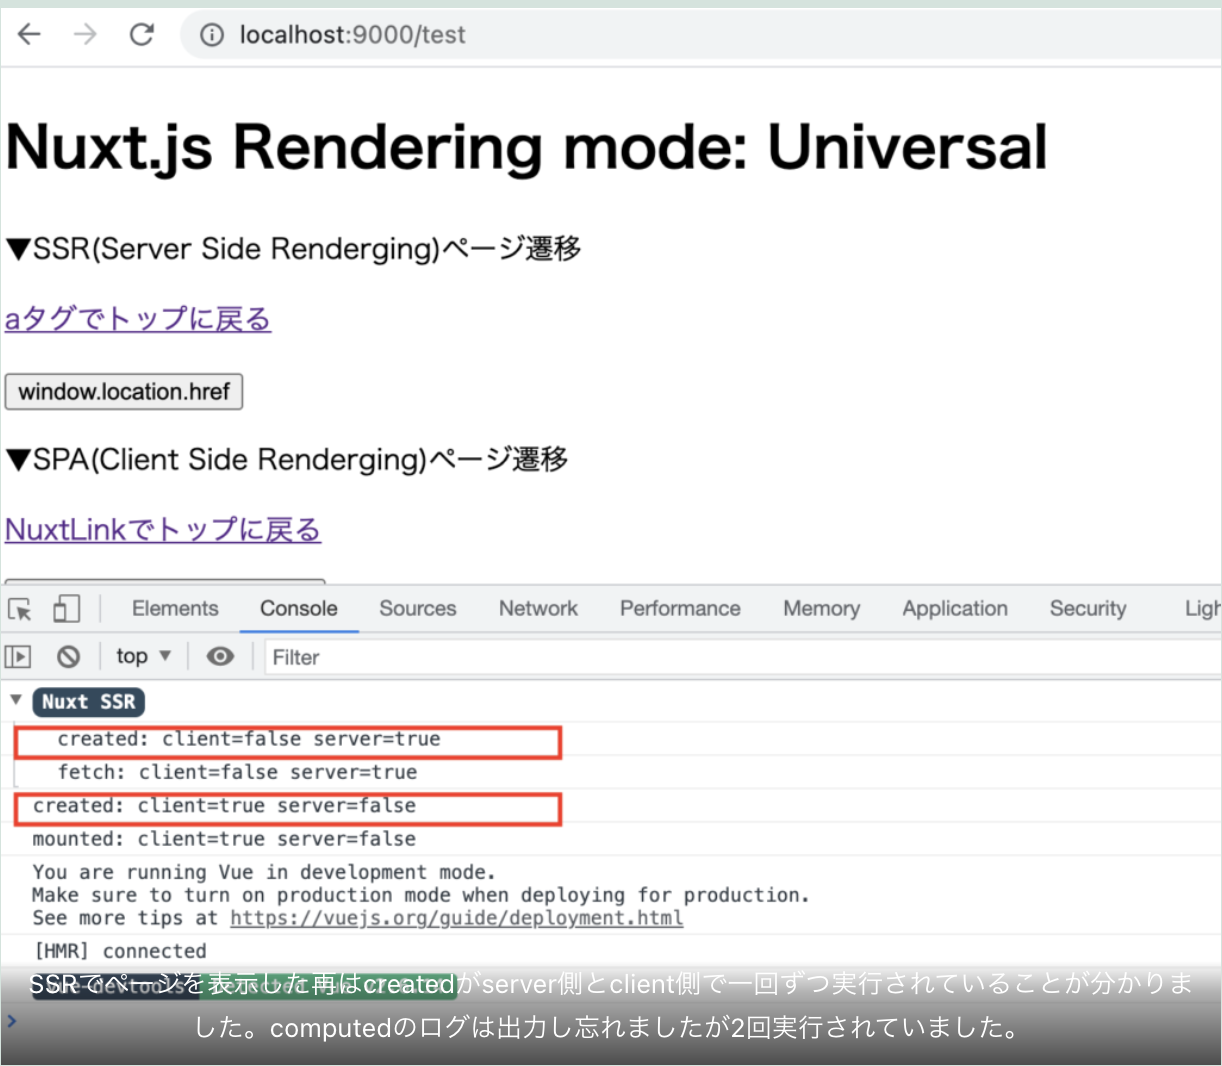 localhost:9000/test
Nuxt.js Rendering mode: Universal
▼SSR(Server Side Renderging)ページ遷移
aタグでトップに戻る
window.location.href
▼SPA(Client Side Renderging)ページ遷移
NuxtLinkでトップに戻る
Elements Console Sources Network Performance Memory Application Security Ligh
top ▼ Filter
▼ Nuxt SSR
created: client=false server=true
fetch: client=false server=true
created: client=true server=false
mounted: client=true server=false
You are running Vue in development mode.
Make sure to turn on production mode when deploying for production.
See more tips at https://vuejs.org/guide/deployment.html
[HMR] connected
SSRでページを表示した再はcreatedがserver側とclient側で一回ずつ実行されていることが分かりま
した。computedのログは出力し忘れましたが2回実行されていました。